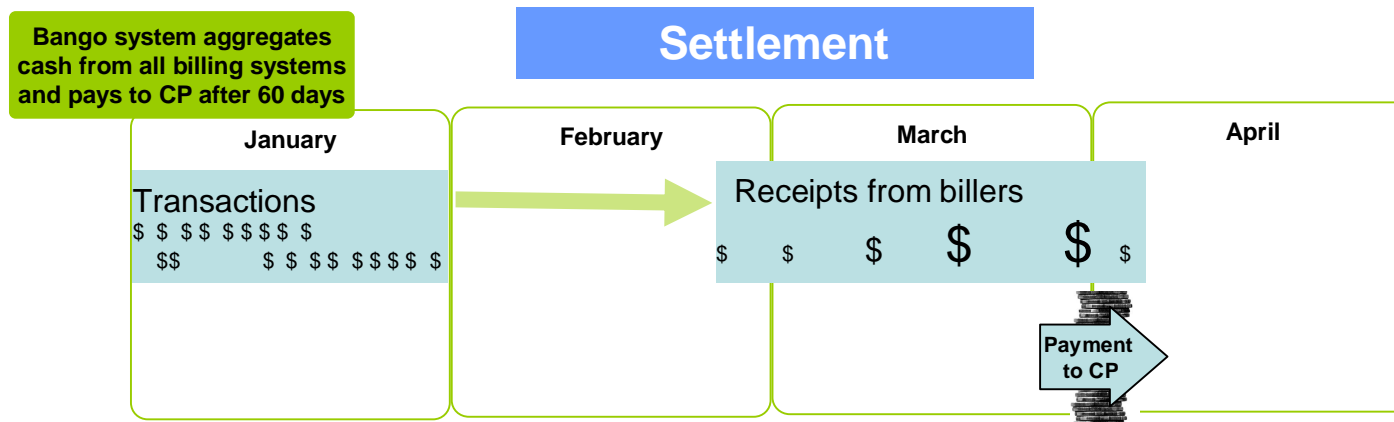 Bango system aggregates
cash from all billing systems
and pays to CP after 60 days
Settlement
January
February
March
April
Transactions
$ $ $ $ $ $ $ $ $
$$ $ $ $ $ $ $ $ $ $
Receipts from billers
$ $ $ $ $ $
Payment
to CP